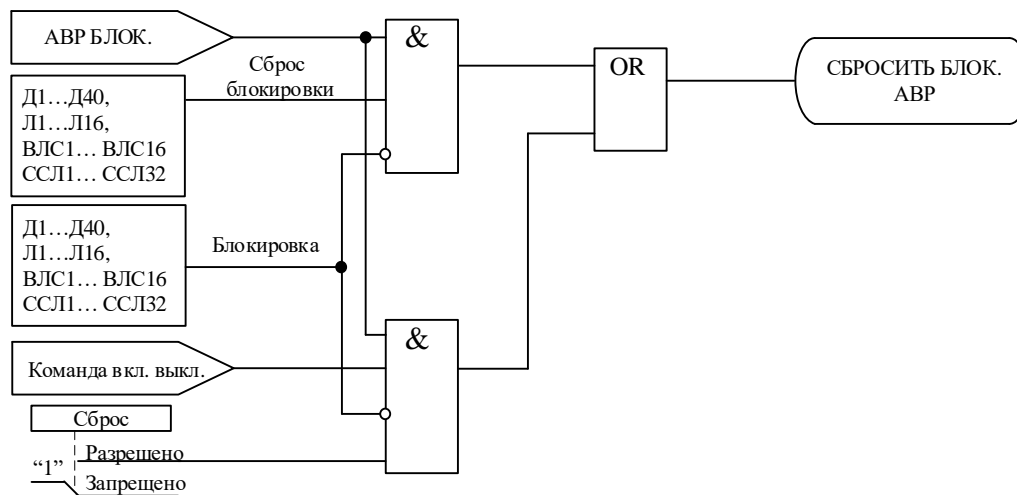 АВР БЛОК.
&
OR
СБРОСИТЬ БЛОК.
АВР
Сброс
блокировки
Д1…Д40,
Л1…Л16,
ВЛС1… ВЛС16
ССЛ1… ССЛ32
Д1…Д40,
Л1…Л16,
ВЛС1… ВЛС16
ССЛ1… ССЛ32
Блокировка
&
Команда вкл. выкл.
Сброс
Разрешено
“1”
Запрещено